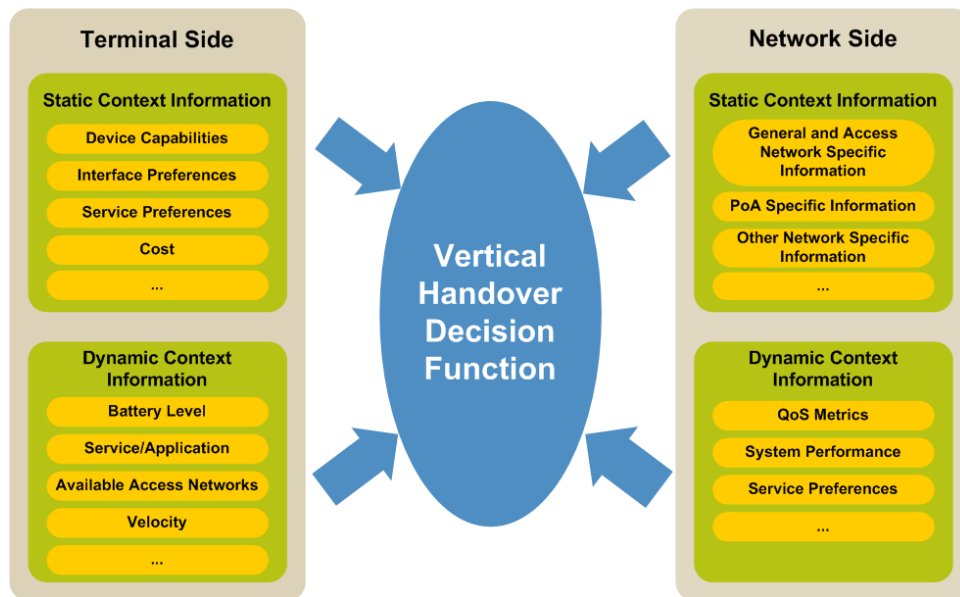 Terminal Side
Static Context Information
Device Capabilities
Interface Preferences
Service Preferences
Cost
...
Dynamic Context
Information
Battery Level
Service/Application
Available Access Networks
Velocity
...
Vertical
Handover
Decision
Function
Network Side
Static Context Information
General and Access
Network Specific
Information
PoA Specific Information
Other Network Specific
Information
...
Dynamic Context
Information
QoS Metrics
System Performance
Service Preferences
...